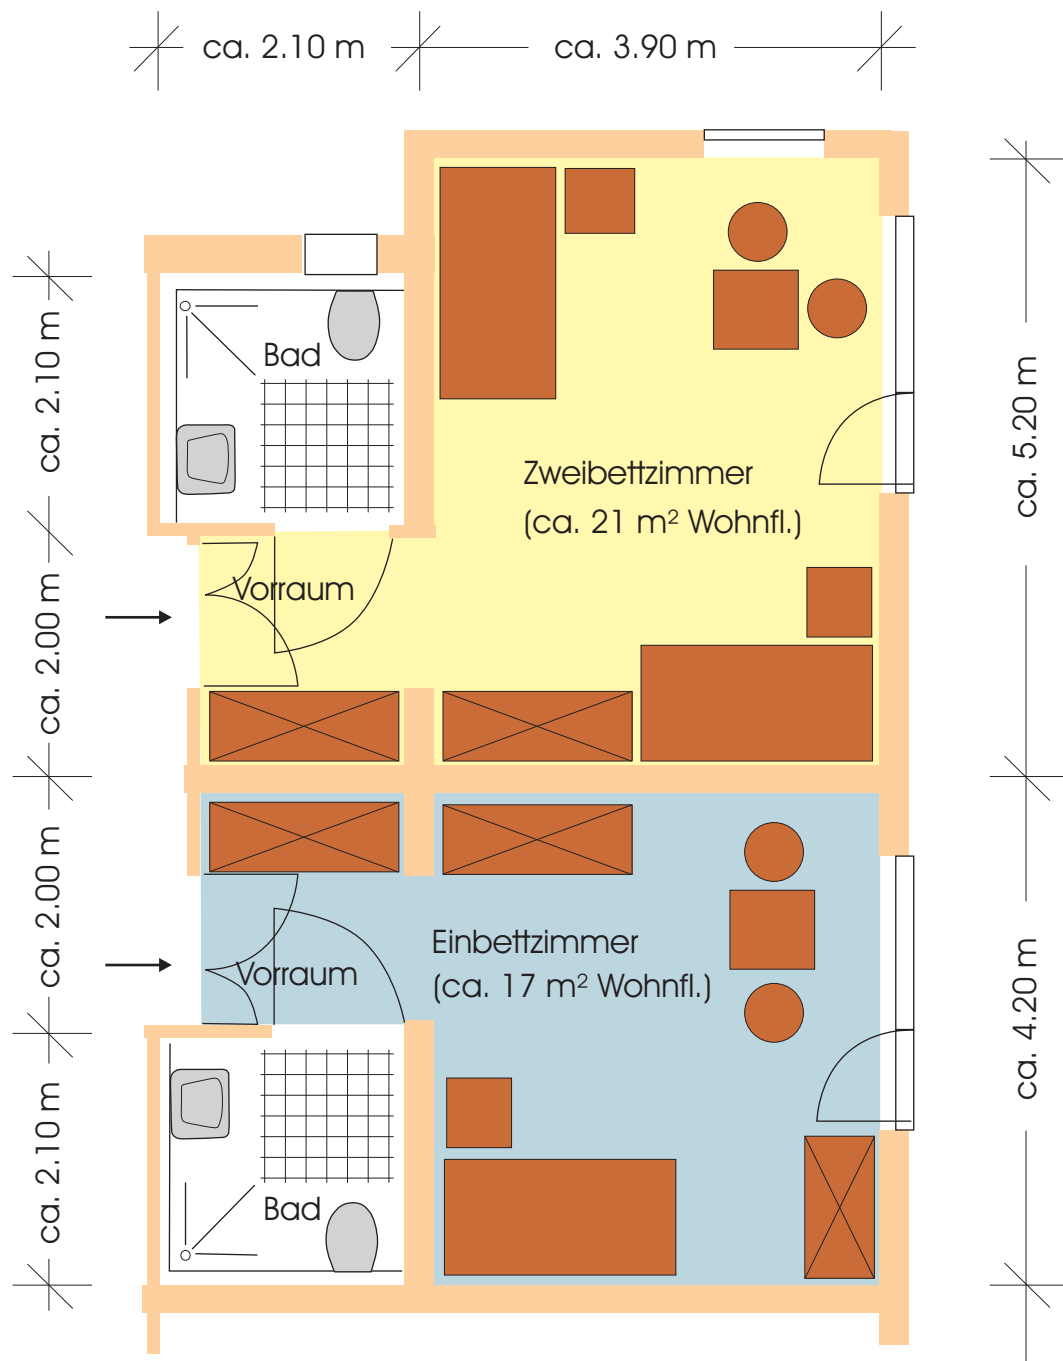 ca. 2.10 m
ca. 3.90 m
ca. 2.10 m
Bad
ca. 5.20 m
Zweibettzimmer
(ca. 21 m² Wohnfl.)
ca. 2.00 m
Vorraum
ca. 2.00 m
Einbettzimmer
(ca. 17 m² Wohnfl.)
Vorraum
ca. 4.20 m
ca. 2.10 m
Bad